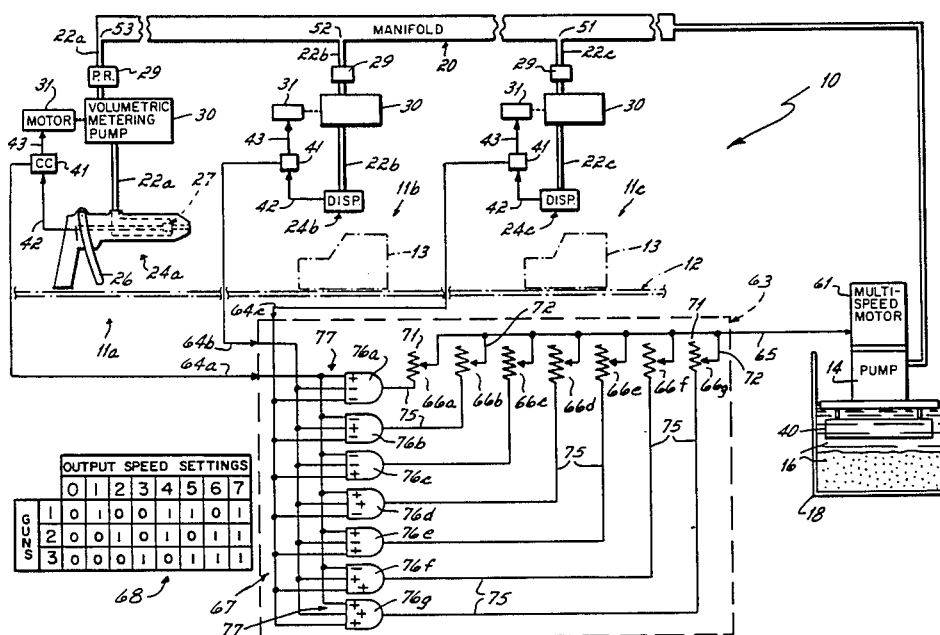 22a
53
52
MANIFOLD
51
20
22b
22c
10
P.R.
29
29
29
31
MOTOR
VOLUMETRIC
METERING
PUMP
30
31
30
31
30
43
43
43
CC
41
41
41
22a
27
22b
22c
42
42
DISP.
11b
42
DISP.
11c
24b
24c
26
24a
13
13
12
61
MULTI-
SPEED
MOTOR
11a
64c
63
64b
77
76a
71
72
71
65
64a
72
14
PUMP
66a
66b
66c
66d
66e
66f
66g
75
76b
75
75
75
40
76c
16
OUTPUT SPEED SETTINGS
0 1 2 3 4 5 6 7
GUNS
1 0 1 0 0 1 1 0 1
2 0 0 1 0 1 0 1 1
3 0 0 0 1 0 1 1 1
68
76d
18
76e
67
76f
75
76g
77
75
+ − −
− + −
− − +
+ + −
+ − +
− + +
+ + +